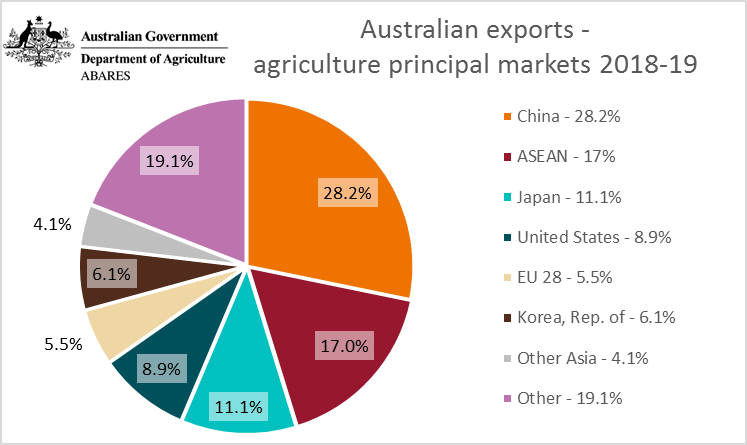 Australian Government
Department of Agriculture
ABARES
Australian exports -
agriculture principal markets 2018-19
28.2%
17.0%
11.1%
8.9%
5.5%
6.1%
4.1%
19.1%
China - 28.2%
ASEAN - 17%
Japan - 11.1%
United States - 8.9%
EU 28 - 5.5%
Korea, Rep. of - 6.1%
Other Asia - 4.1%
Other - 19.1%